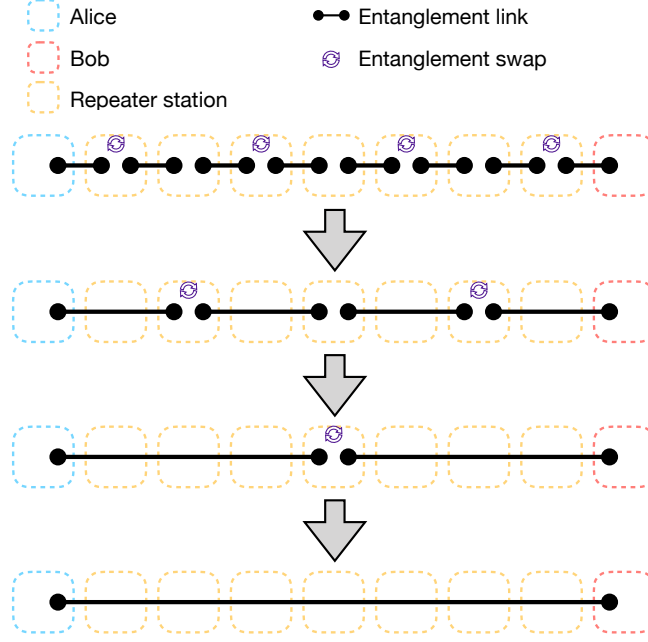 Alice
Entanglement link
Bob
Entanglement swap
Repeater station